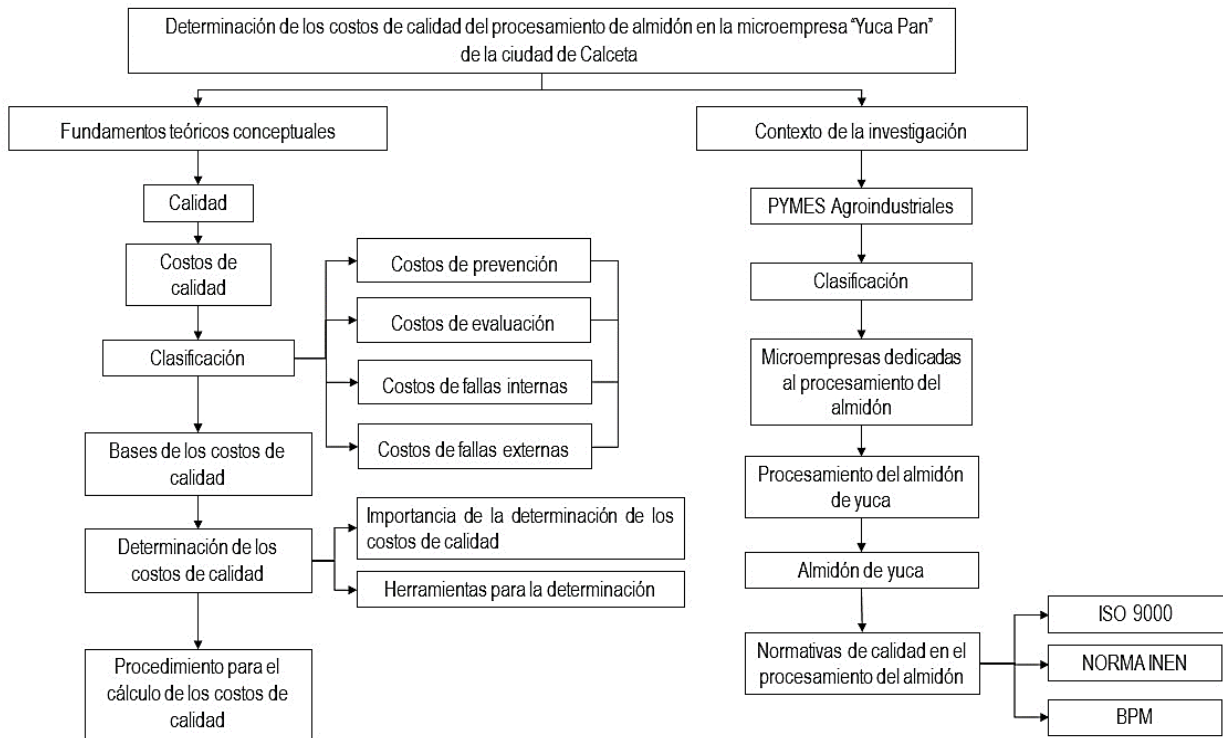 Determinación de los costos de calidad del procesamiento de almidón en la microempresa “Yuca Pan”
de la ciudad de Calceta
Fundamentos teóricos conceptuales
Calidad
Costos de
calidad
Clasificación
Costos de prevención
Costos de evaluación
Costos de fallas internas
Costos de fallas externas
Bases de los costos de
calidad
Determinación de los
costos de calidad
Importancia de la determinación de los
costos de calidad
Herramientas para la determinación
Procedimiento para el
cálculo de los costos de
calidad
Contexto de la investigación
PYMES Agroindustriales
Clasificación
Microempresas dedicadas
al procesamiento del
almidón
Procesamiento del almidón
de yuca
Almidón de yuca
Normativas de calidad en el
procesamiento del almidón
ISO 9000
NORMA INEN
BPM